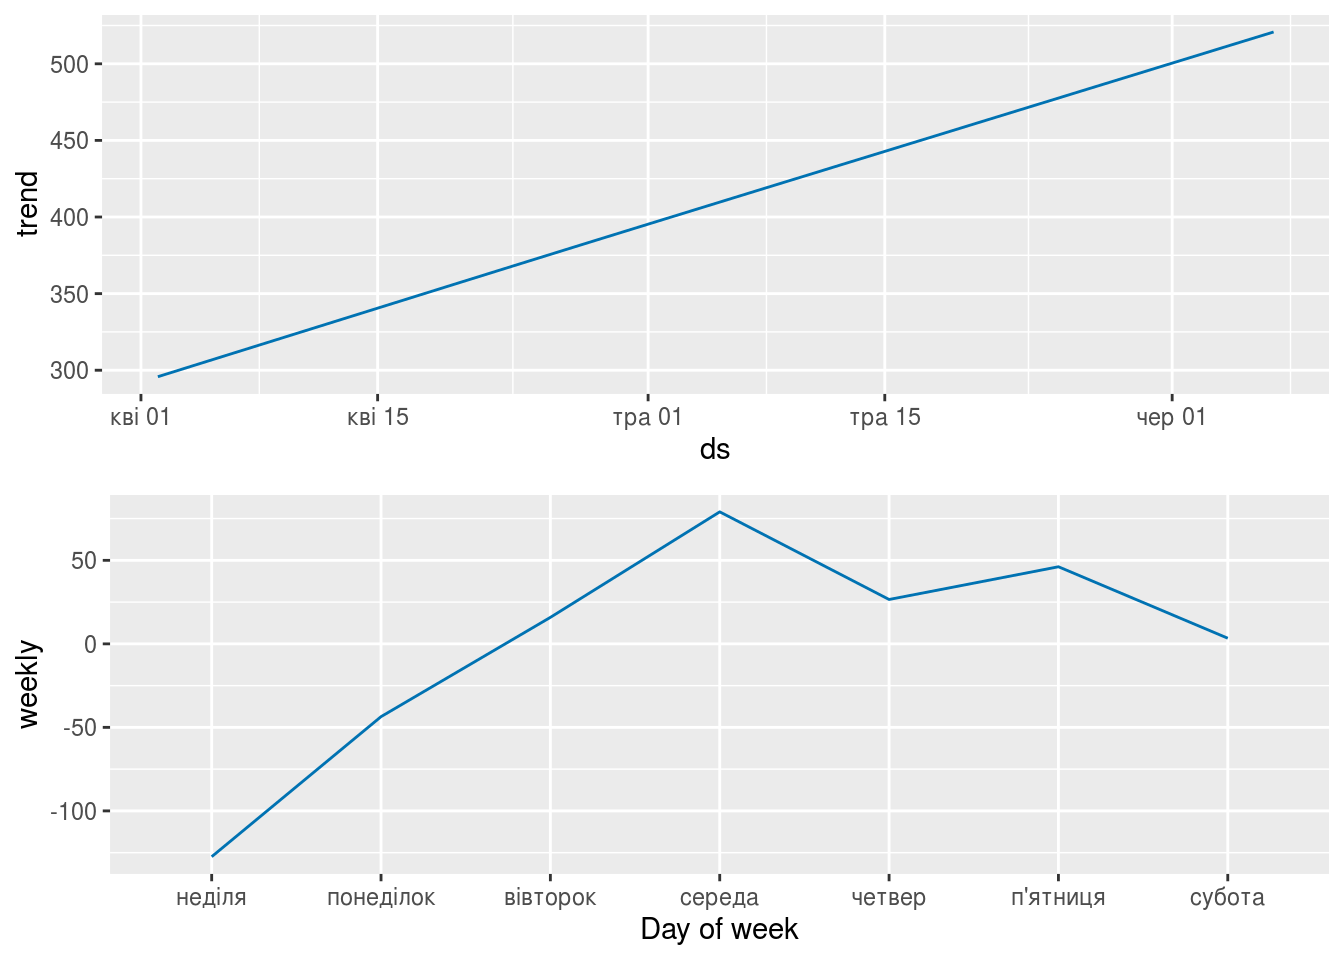 500
450
400
350
300
trend
кві 01 кві 15 тра 01 тра 15 чер 01
ds
50
0
-50
-100
weekly
неділя понеділок вівторок середа четвер п'ятниця субота
Day of week